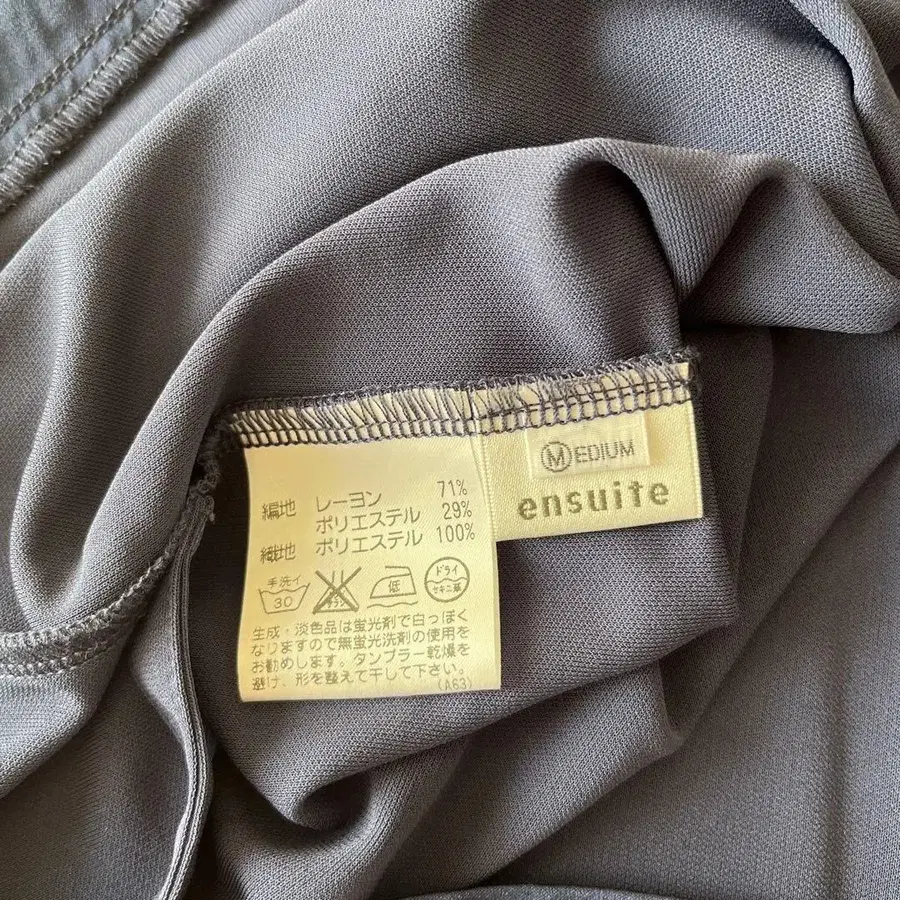 MEDIUM
ensuite
編地 レーヨン 71%
ポリエステル 29%
織地 ポリエステル 100%
手洗イ 30
低
ドライ セキユ系
生成・淡色品は蛍光剤で白っぽく
なりますので無蛍光洗剤の使用を
お勧めします。タンブラー乾燥を
避け、形を整えて干して下さい。
(A63)